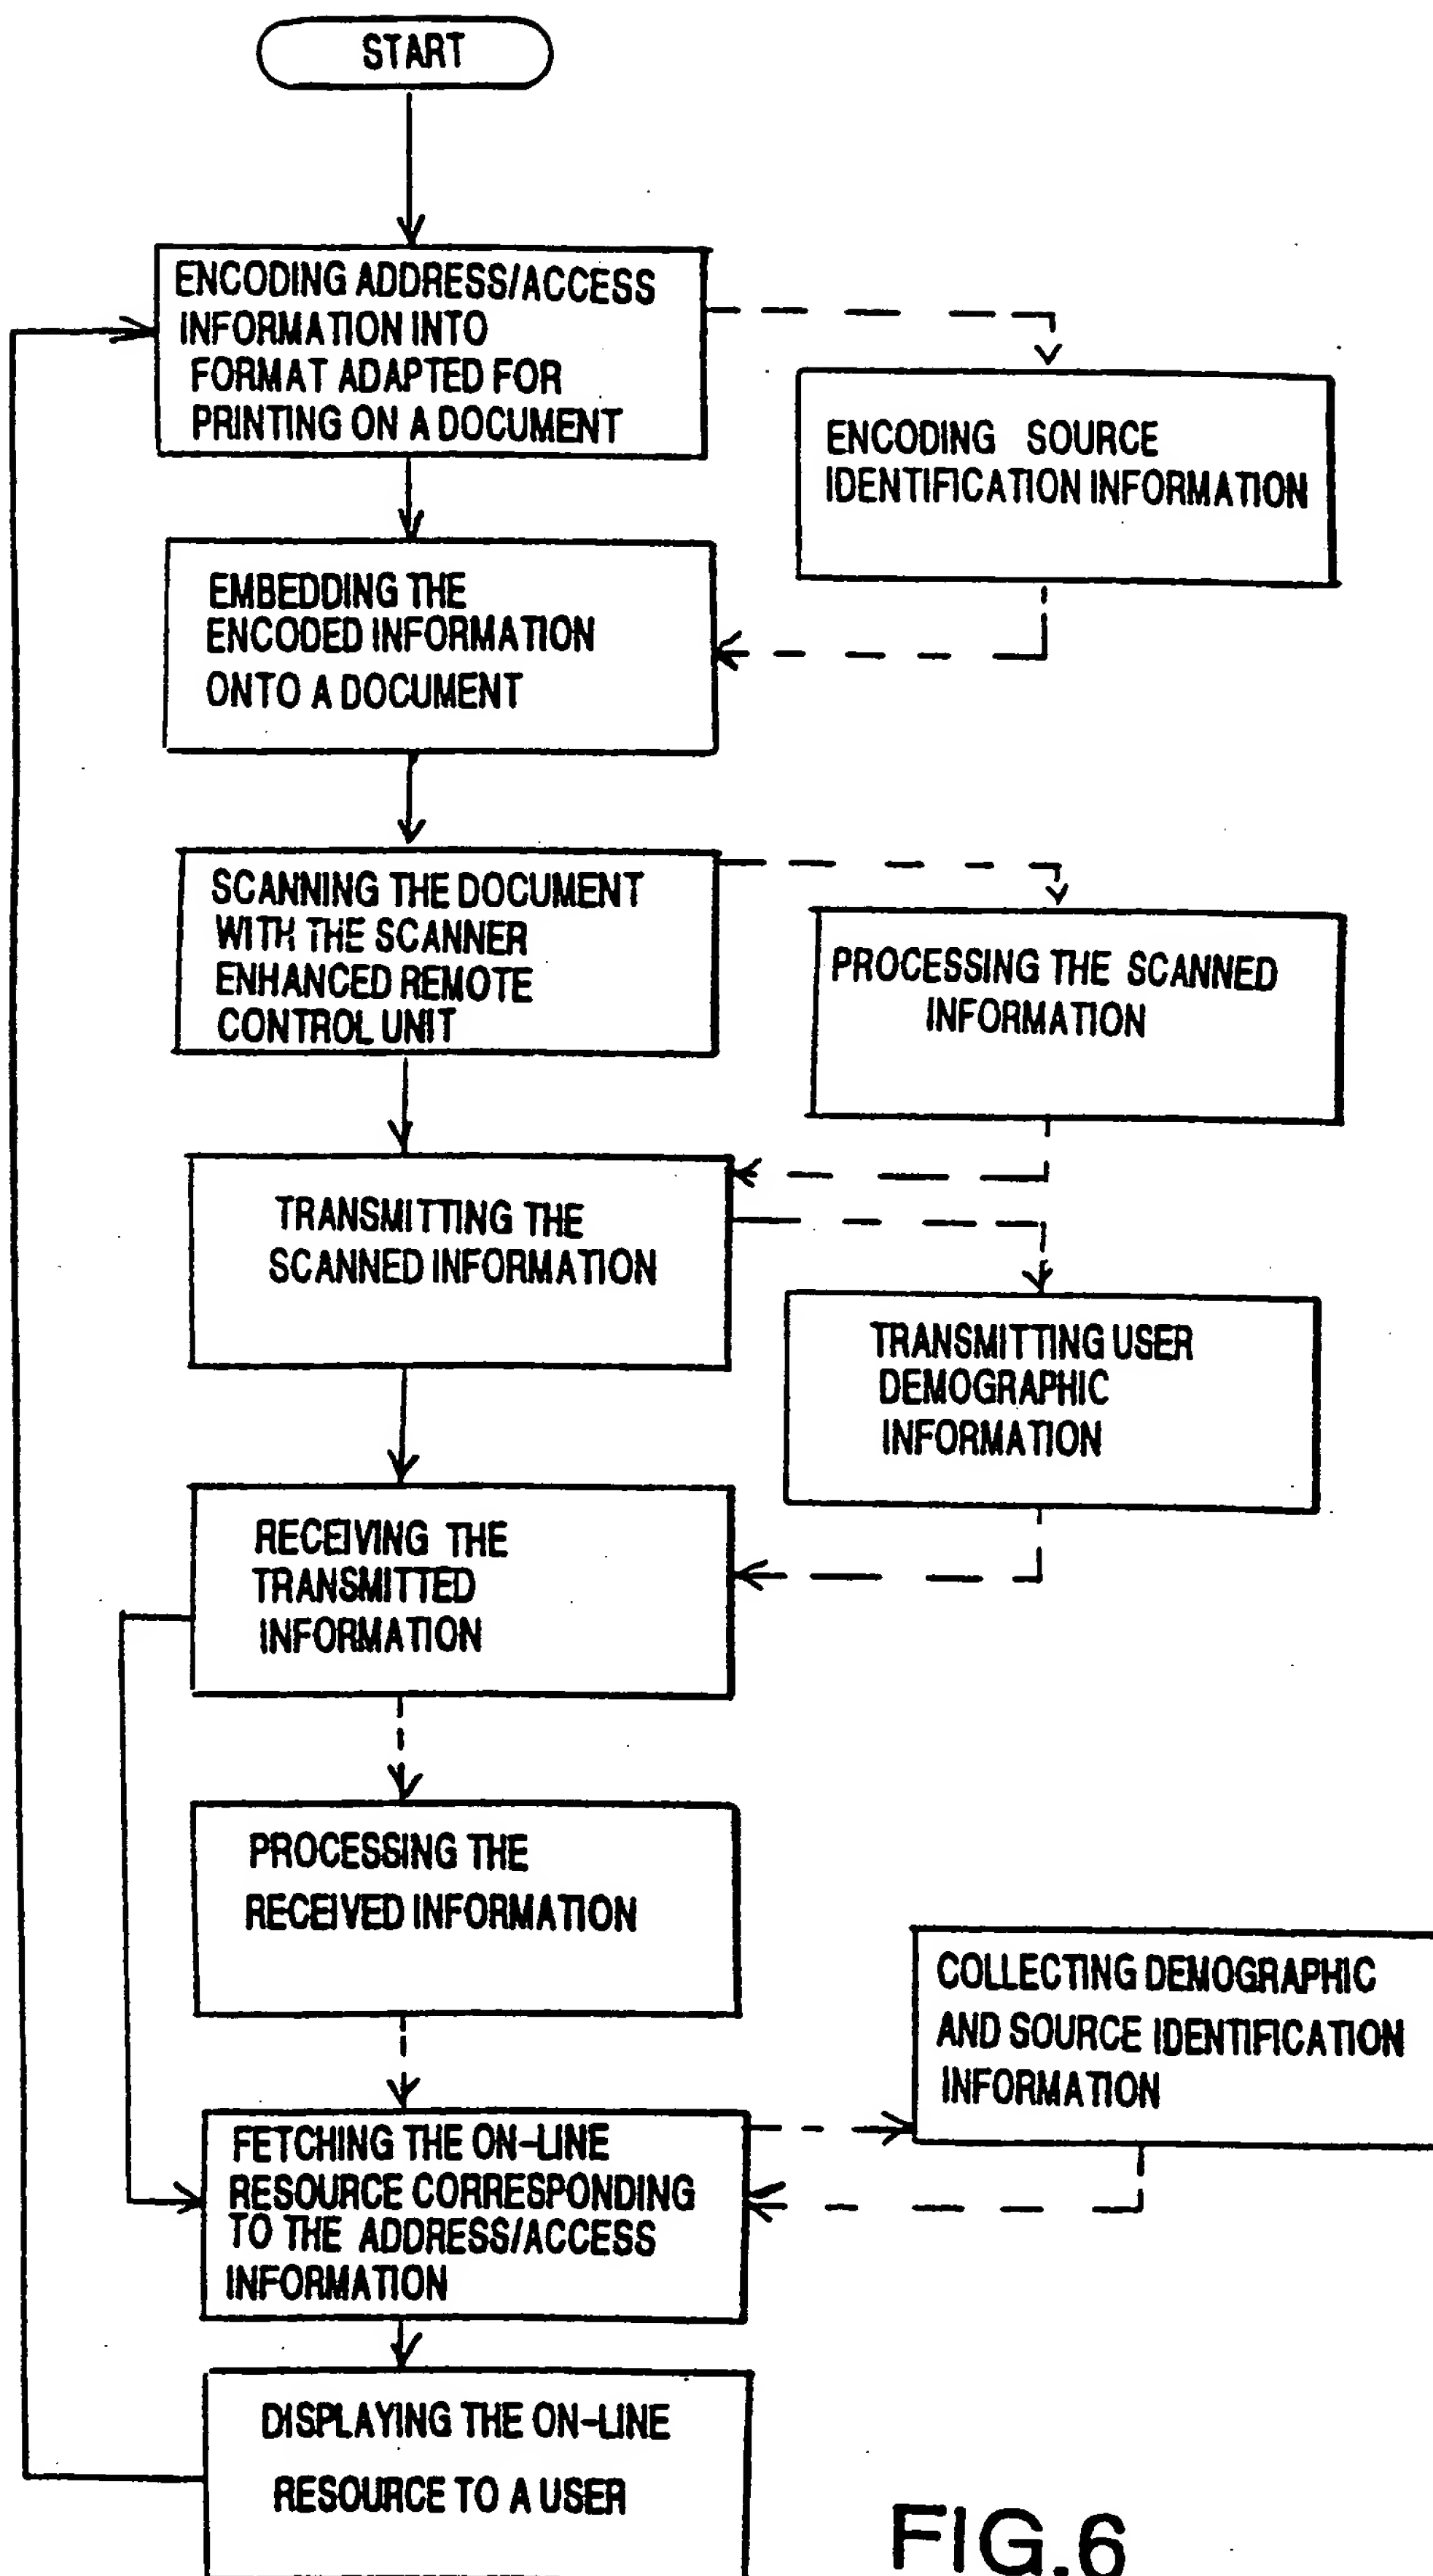 START
ENCODING ADDRESS/ACCESS
INFORMATION INTO
FORMAT ADAPTED FOR
PRINTING ON A DOCUMENT
ENCODING SOURCE
IDENTIFICATION INFORMATION
EMBEDDING THE
ENCODED INFORMATION
ONTO A DOCUMENT
SCANNING THE DOCUMENT
WITH THE SCANNER
ENHANCED REMOTE
CONTROL UNIT
PROCESSING THE SCANNED
INFORMATION
TRANSMITTING THE
SCANNED INFORMATION
TRANSMITTING USER
DEMOGRAPHIC
INFORMATION
RECEIVING THE
TRANSMITTED
INFORMATION
PROCESSING THE
RECEIVED INFORMATION
COLLECTING DEMOGRAPHIC
AND SOURCE IDENTIFICATION
INFORMATION
FETCHING THE ON-LINE
RESOURCE CORRESPONDING
TO THE ADDRESS/ACCESS
INFORMATION
DISPLAYING THE ON-LINE
RESOURCE TO A USER
FIG.6